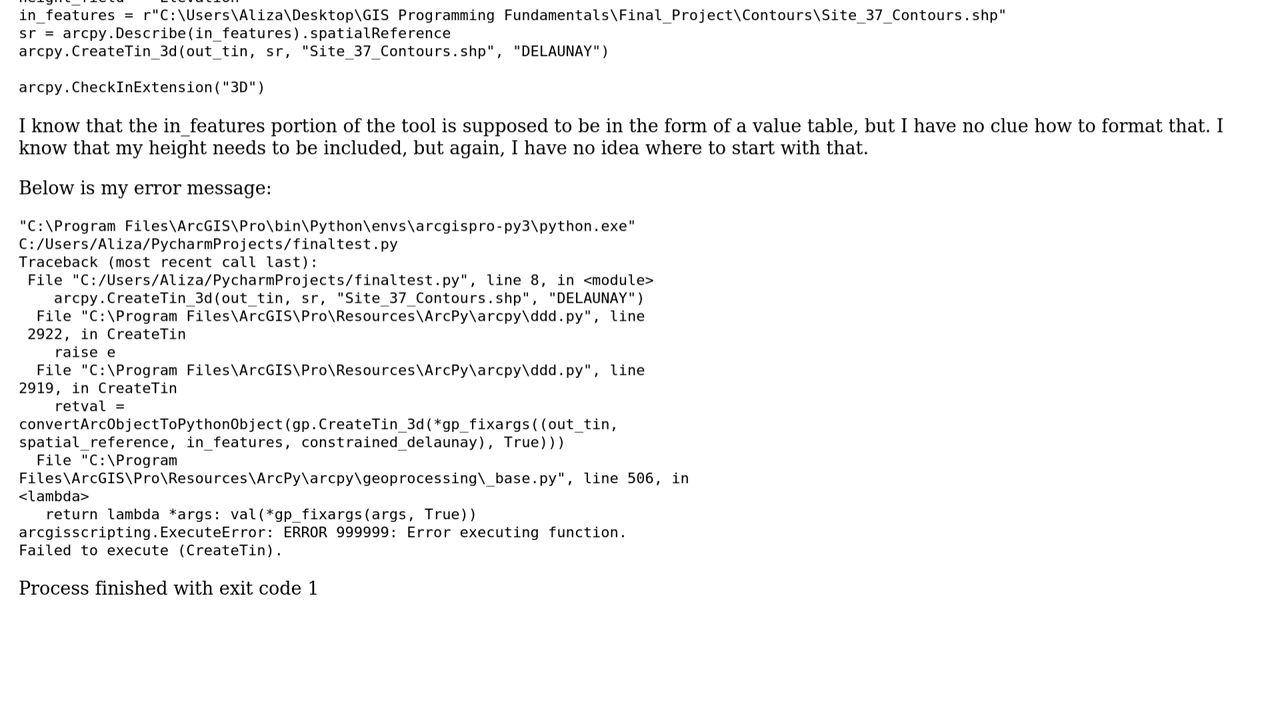 in_features = r"C:\Users\Aliza\Desktop\GIS Programming Fundamentals\Final_Project\Contours\Site_37_Contours.shp"
sr = arcpy.Describe(in_features).spatialReference
arcpy.CreateTin_3d(out_tin, sr, "Site_37_Contours.shp", "DELAUNAY")
arcpy.CheckInExtension("3D")
I know that the in_features portion of the tool is supposed to be in the form of a value table, but I have no clue how to format that. I
know that my height needs to be included, but again, I have no idea where to start with that.
Below is my error message:
"C:\Program Files\ArcGIS\Pro\bin\Python\envs\arcgispro-py3\python.exe"
C:/Users/Aliza/PycharmProjects/finaltest.py
Traceback (most recent call last):
 File "C:/Users/Aliza/PycharmProjects/finaltest.py", line 8, in <module>
    arcpy.CreateTin_3d(out_tin, sr, "Site_37_Contours.shp", "DELAUNAY")
  File "C:\Program Files\ArcGIS\Pro\Resources\ArcPy\arcpy\ddd.py", line
 2922, in CreateTin
    raise e
  File "C:\Program Files\ArcGIS\Pro\Resources\ArcPy\arcpy\ddd.py", line
2919, in CreateTin
    retval =
convertArcObjectToPythonObject(gp.CreateTin_3d(*gp_fixargs((out_tin,
spatial_reference, in_features, constrained_delaunay), True)))
  File "C:\Program
Files\ArcGIS\Pro\Resources\ArcPy\arcpy\geoprocessing\_base.py", line 506, in
<lambda>
   return lambda *args: val(*gp_fixargs(args, True))
arcgisscripting.ExecuteError: ERROR 999999: Error executing function.
Failed to execute (CreateTin).
Process finished with exit code 1